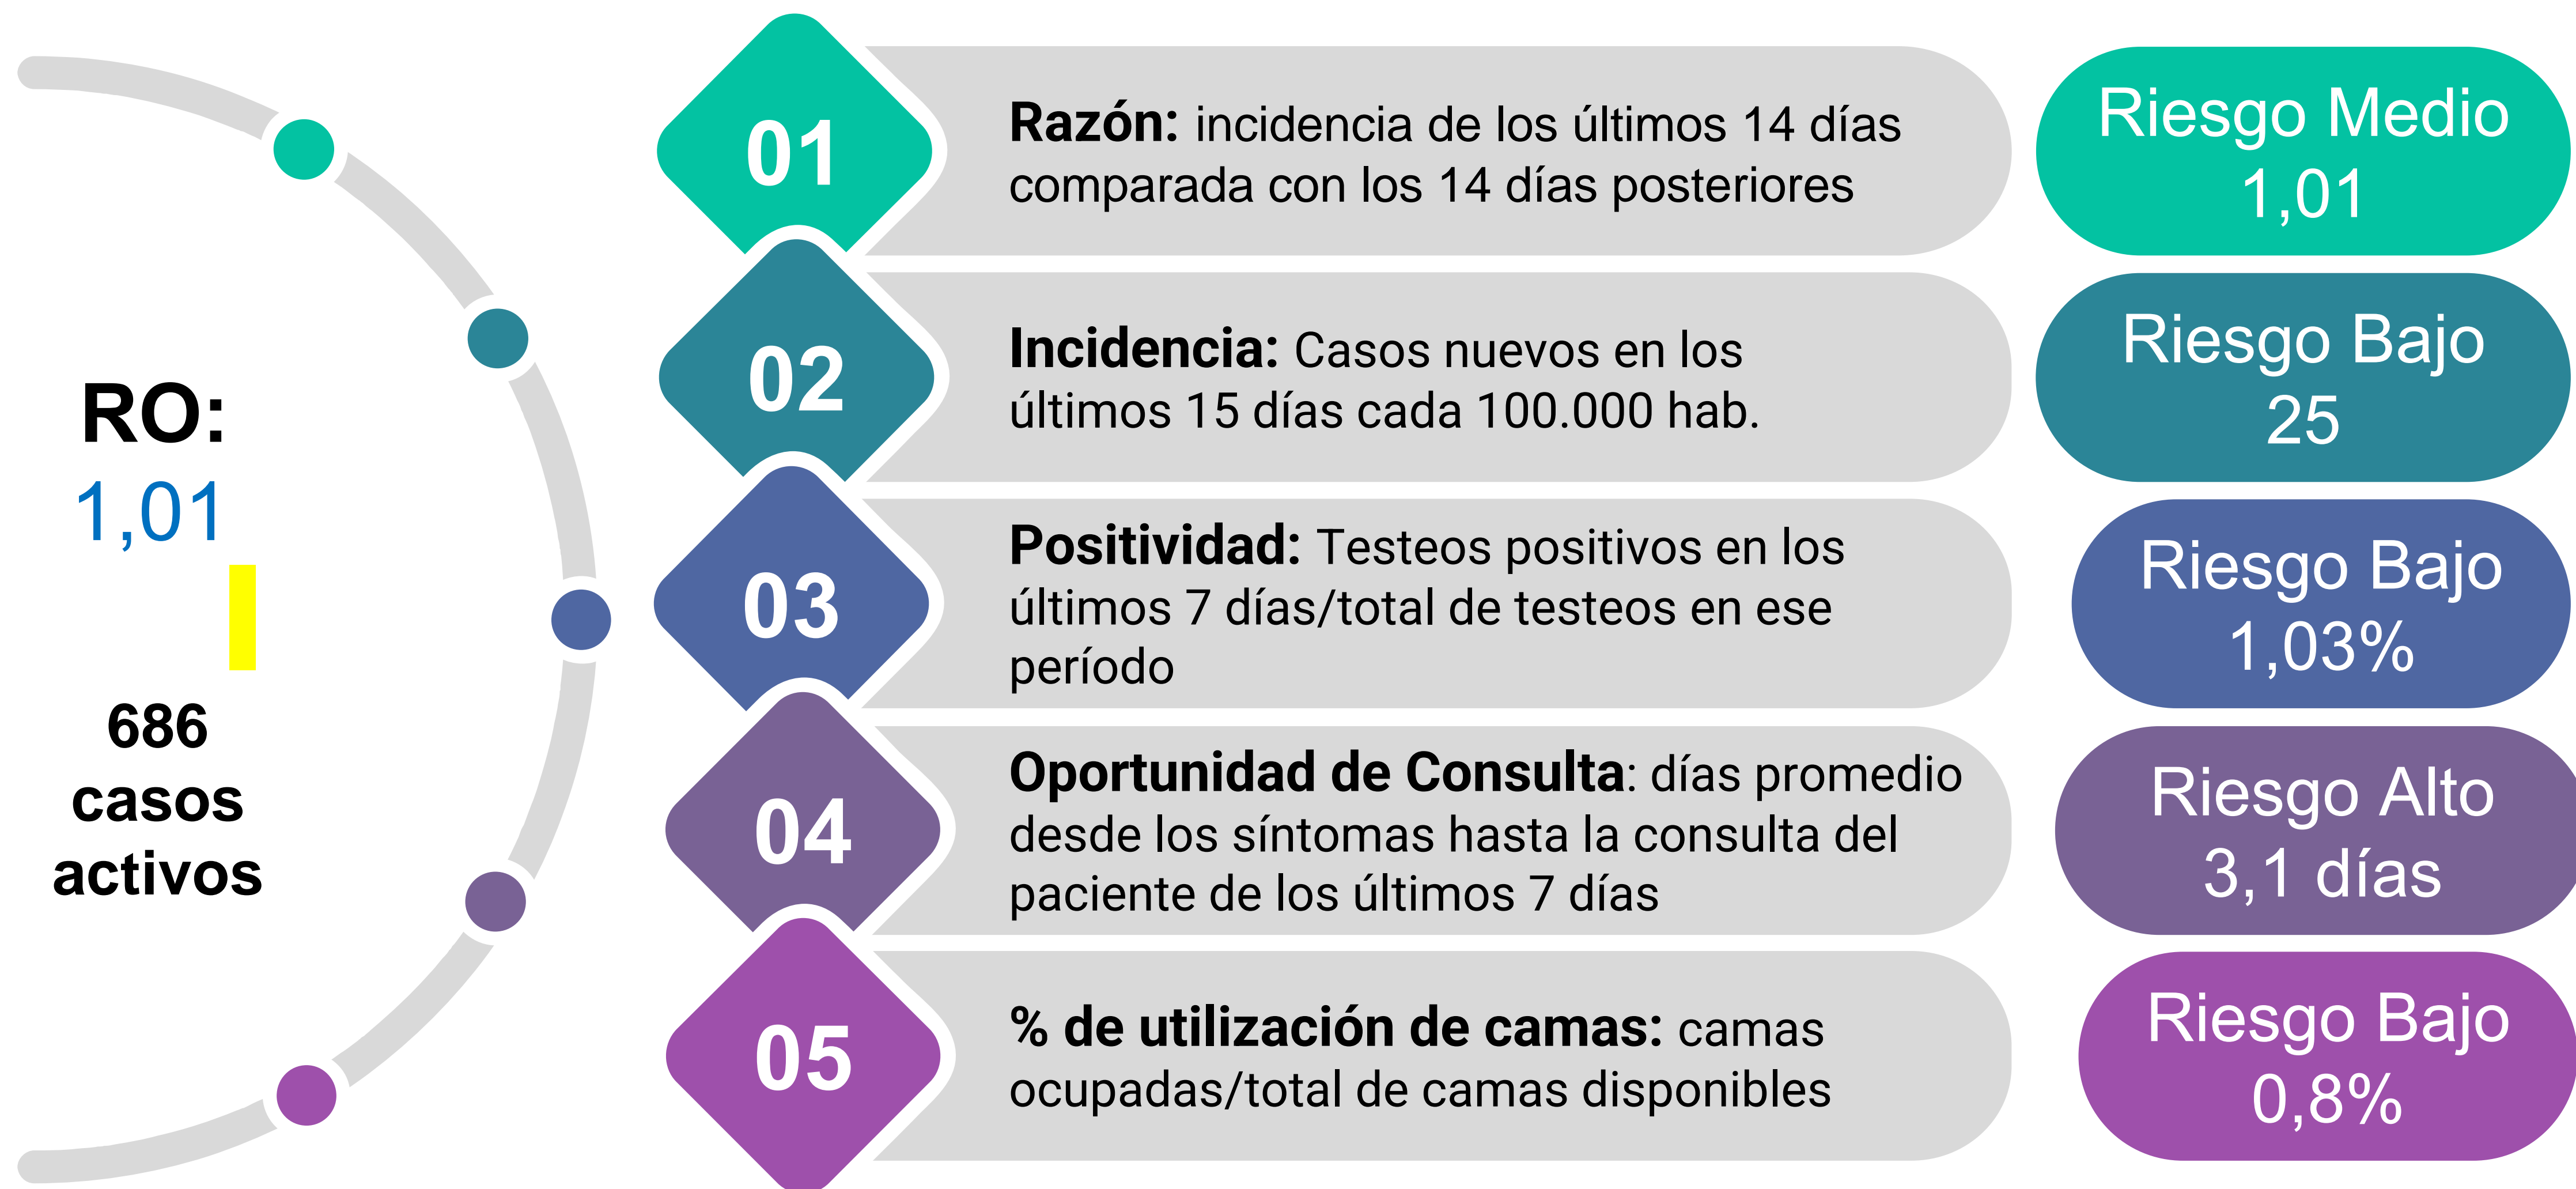 RO:
1,01
686
casos
activos
01
Razón: incidencia de los últimos 14 días
comparada con los 14 días posteriores
Riesgo Medio
1,01
02
Incidencia: Casos nuevos en los
últimos 15 días cada 100.000 hab.
Riesgo Bajo
25
03
Positividad: Testeos positivos en los
últimos 7 días/total de testeos en ese
período
Riesgo Bajo
1,03%
04
Oportunidad de Consulta: días promedio
desde los síntomas hasta la consulta del
paciente de los últimos 7 días
Riesgo Alto
3,1 días
05
% de utilización de camas: camas
ocupadas/total de camas disponibles
Riesgo Bajo
0,8%